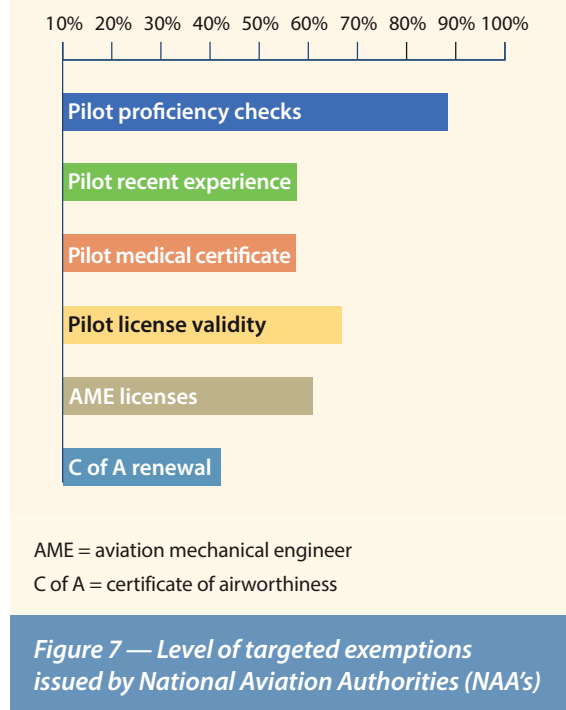 10% 20% 30% 40% 50% 60% 70% 80% 90% 100%
Pilot proficiency checks
Pilot recent experience
Pilot medical certificate
Pilot license validity
AME licenses
C of A renewal
AME = aviation mechanical engineer
C of A = certificate of airworthiness
Figure 7 — Level of targeted exemptions
issued by National Aviation Authorities (NAA's)